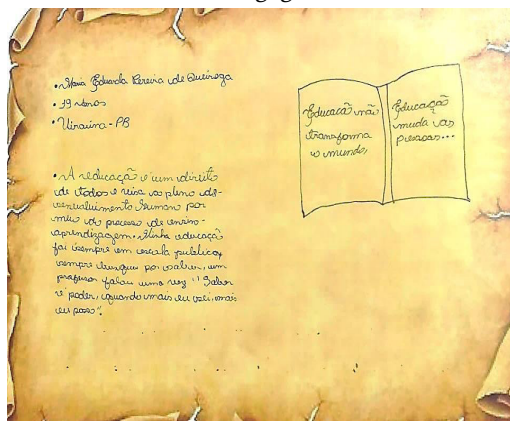 • Maria Eduarda Pereira de Queiroga
• 19 anos
• Uiraúna-PB
• A educação é um direito
de todos e visa ao pleno de-
senvolvimento humano por
meio do processo de ensino-
aprendizagem. Minha educação
foi sempre em escola pública,
sempre busquei por saber, um
professor falou uma vez "Saber
é poder, quando mais eu sei, mais
eu posso".
Educação não
transforma
o mundo,
Educação
muda as
pessoas...